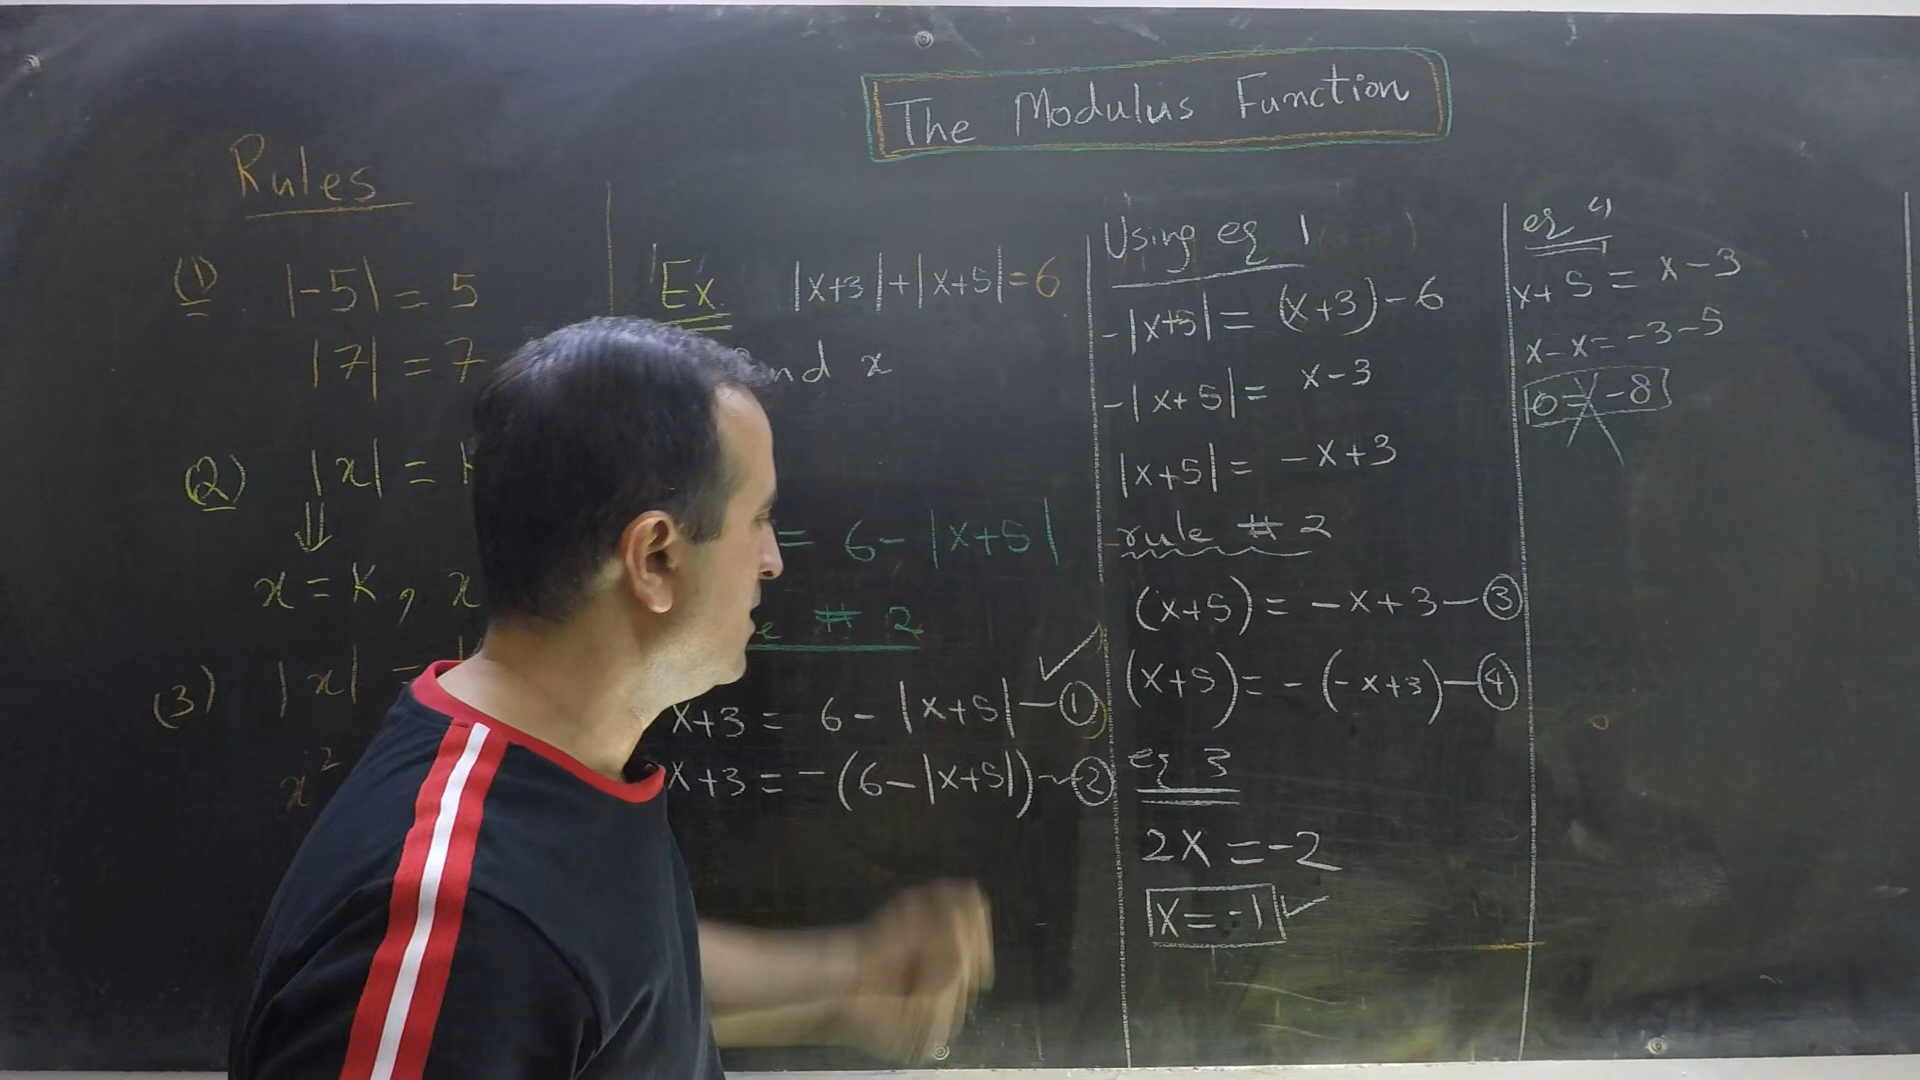 The Modulus Function
Rules
(1) |-5| = 5
|7| = 7
(2) |x| =
⇓
x = K, x
(3) |x| =
x²
Ex |x+3|+|x+5|=6
x
= 6-|x+5|
# 2
x+3 = 6-|x+5| — ① ✓
x+3 = -(6-|x+5|) — ②
Using eq 1
-|x+5| = (x+3)-6
-|x+5| = x-3
|x+5| = -x+3
rule # 2
(x+5) = -x+3 — ③
(x+5) = -(-x+3) — ④
eq 3
2x = -2
x = -1 ✓
eq 4
x+5 = x-3
x-x = -3-5
0 = -8